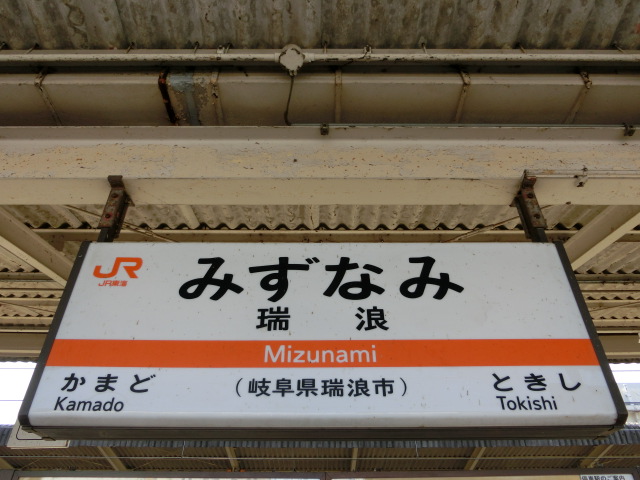 JR
JR東海
みずなみ
瑞 浪
Mizunami
かまど
Kamado
(岐阜県瑞浪市)
ときし
Tokishi